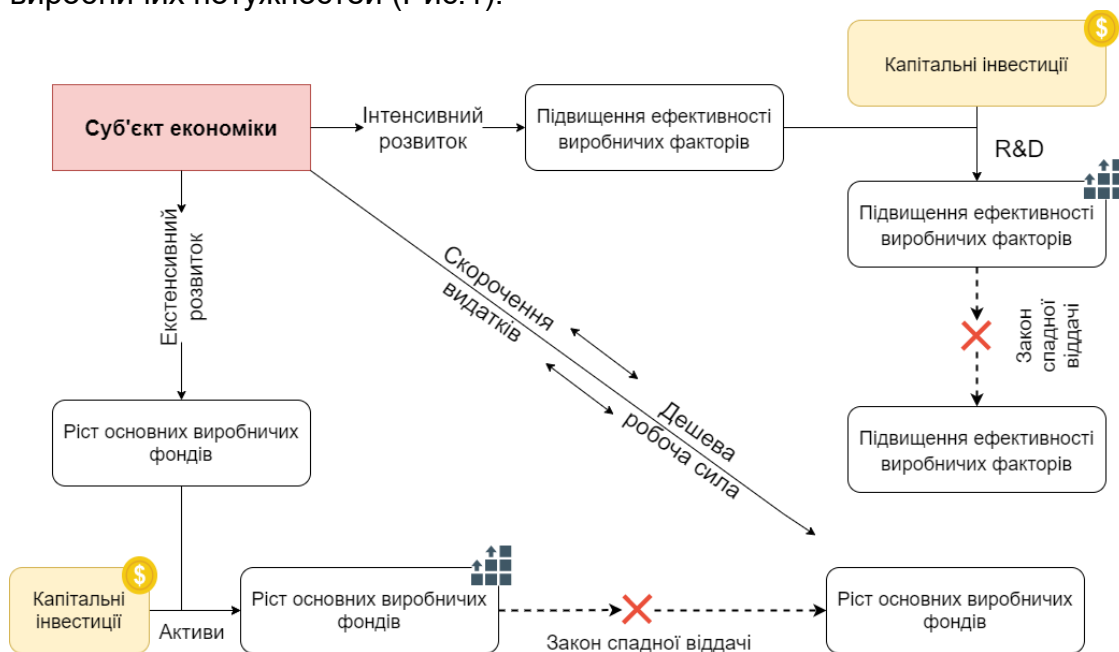 виробничих потужностей (Рис.1).
$
Капітальні інвестиції
Суб'єкт економіки
Інтенсивний
розвиток
Підвищення ефективності
виробничих факторів
R&D
Підвищення ефективності
виробничих факторів
Екстенсивний
розвиток
Скорочення
видатків
Закон
спадної
віддачі
Дешева
робоча сила
Ріст основних виробничих
фондів
Підвищення ефективності
виробничих факторів
$
Капітальні
інвестиції
Активи
Ріст основних виробничих
фондів
Закон спадної віддачі
Ріст основних виробничих
фондів